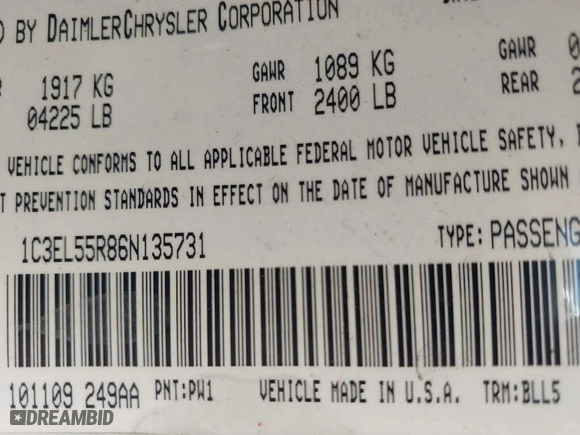 BY DAIMLERCHRYSLER CORPORATION
1917 KG GAWR 1089 KG GAWR
04225 LB FRONT 2400 LB REAR
VEHICLE CONFORMS TO ALL APPLICABLE FEDERAL MOTOR VEHICLE SAFETY,
PREVENTION STANDARDS IN EFFECT ON THE DATE OF MANUFACTURE SHOWN
1C3EL55R86N135731 TYPE: PASSENG
101109 249AA PNT:PW1 VEHICLE MADE IN U.S.A. TRM:BLL5
DREAMBID